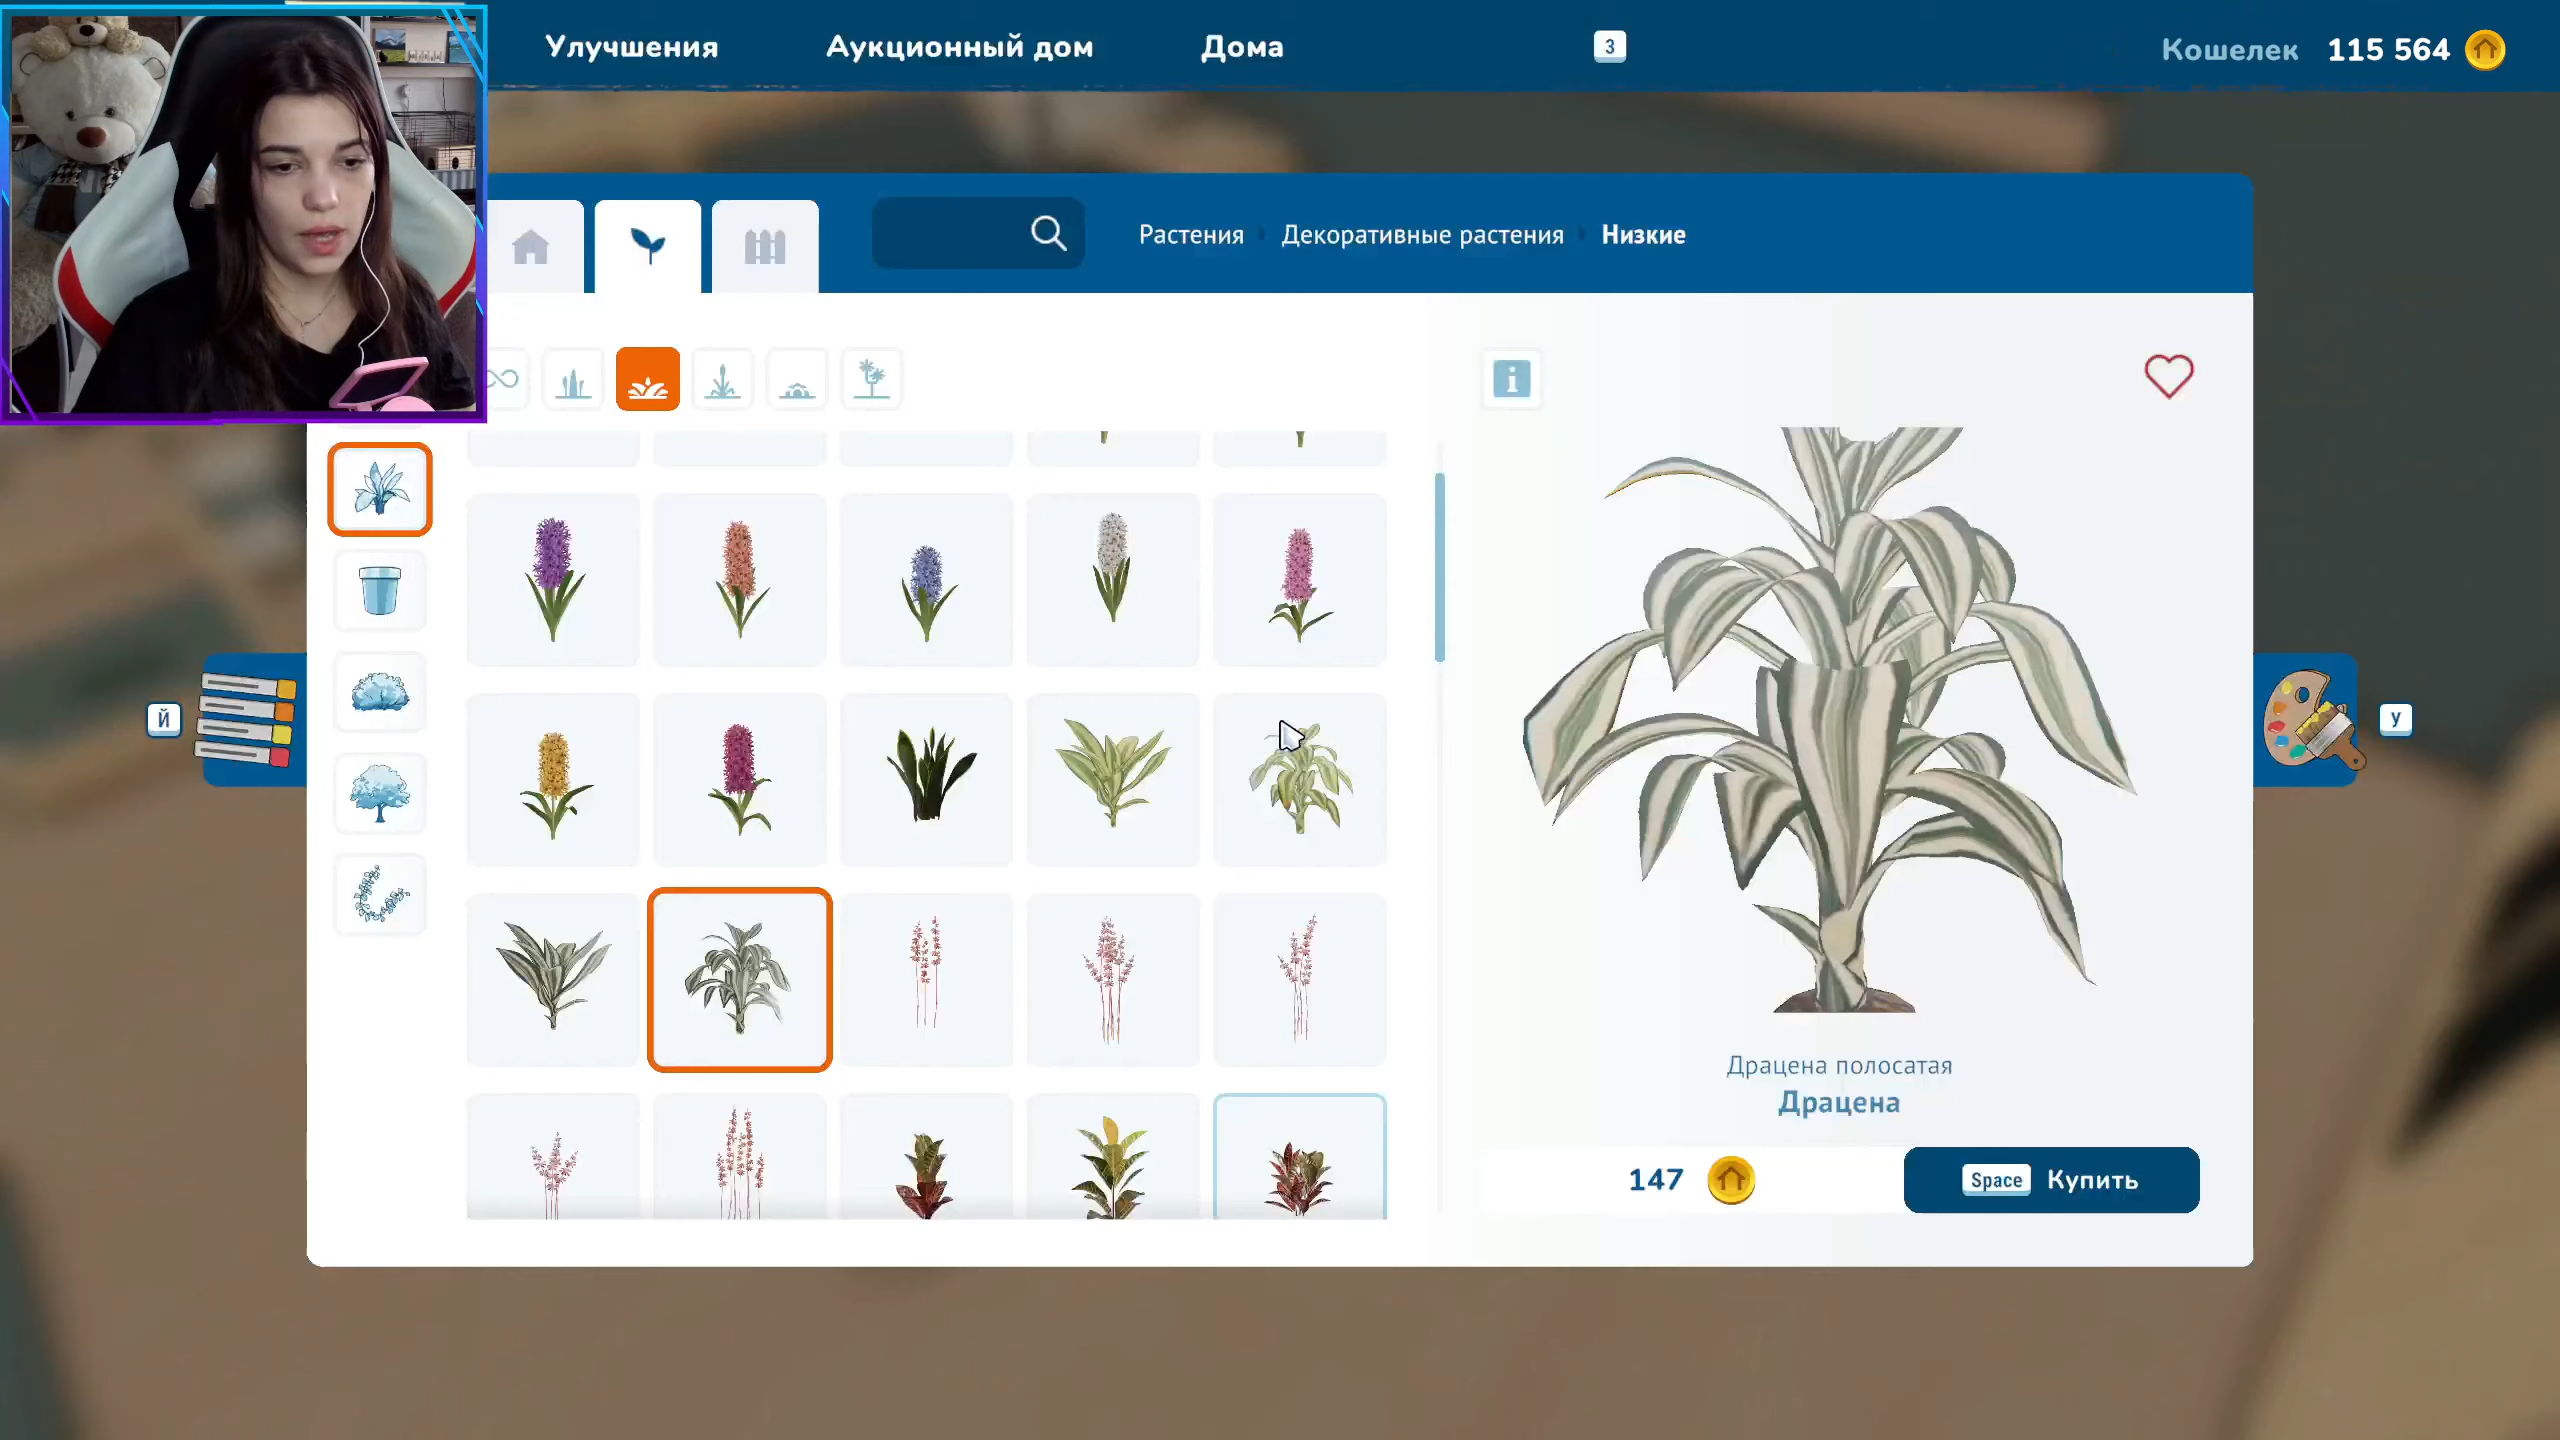 Улучшения
Аукционный дом
Дома
3
Кошелек 115 564
Растения
Декоративные растения
Низкие
i
Й
У
Драцена полосатая
Драцена
147
Space Купить